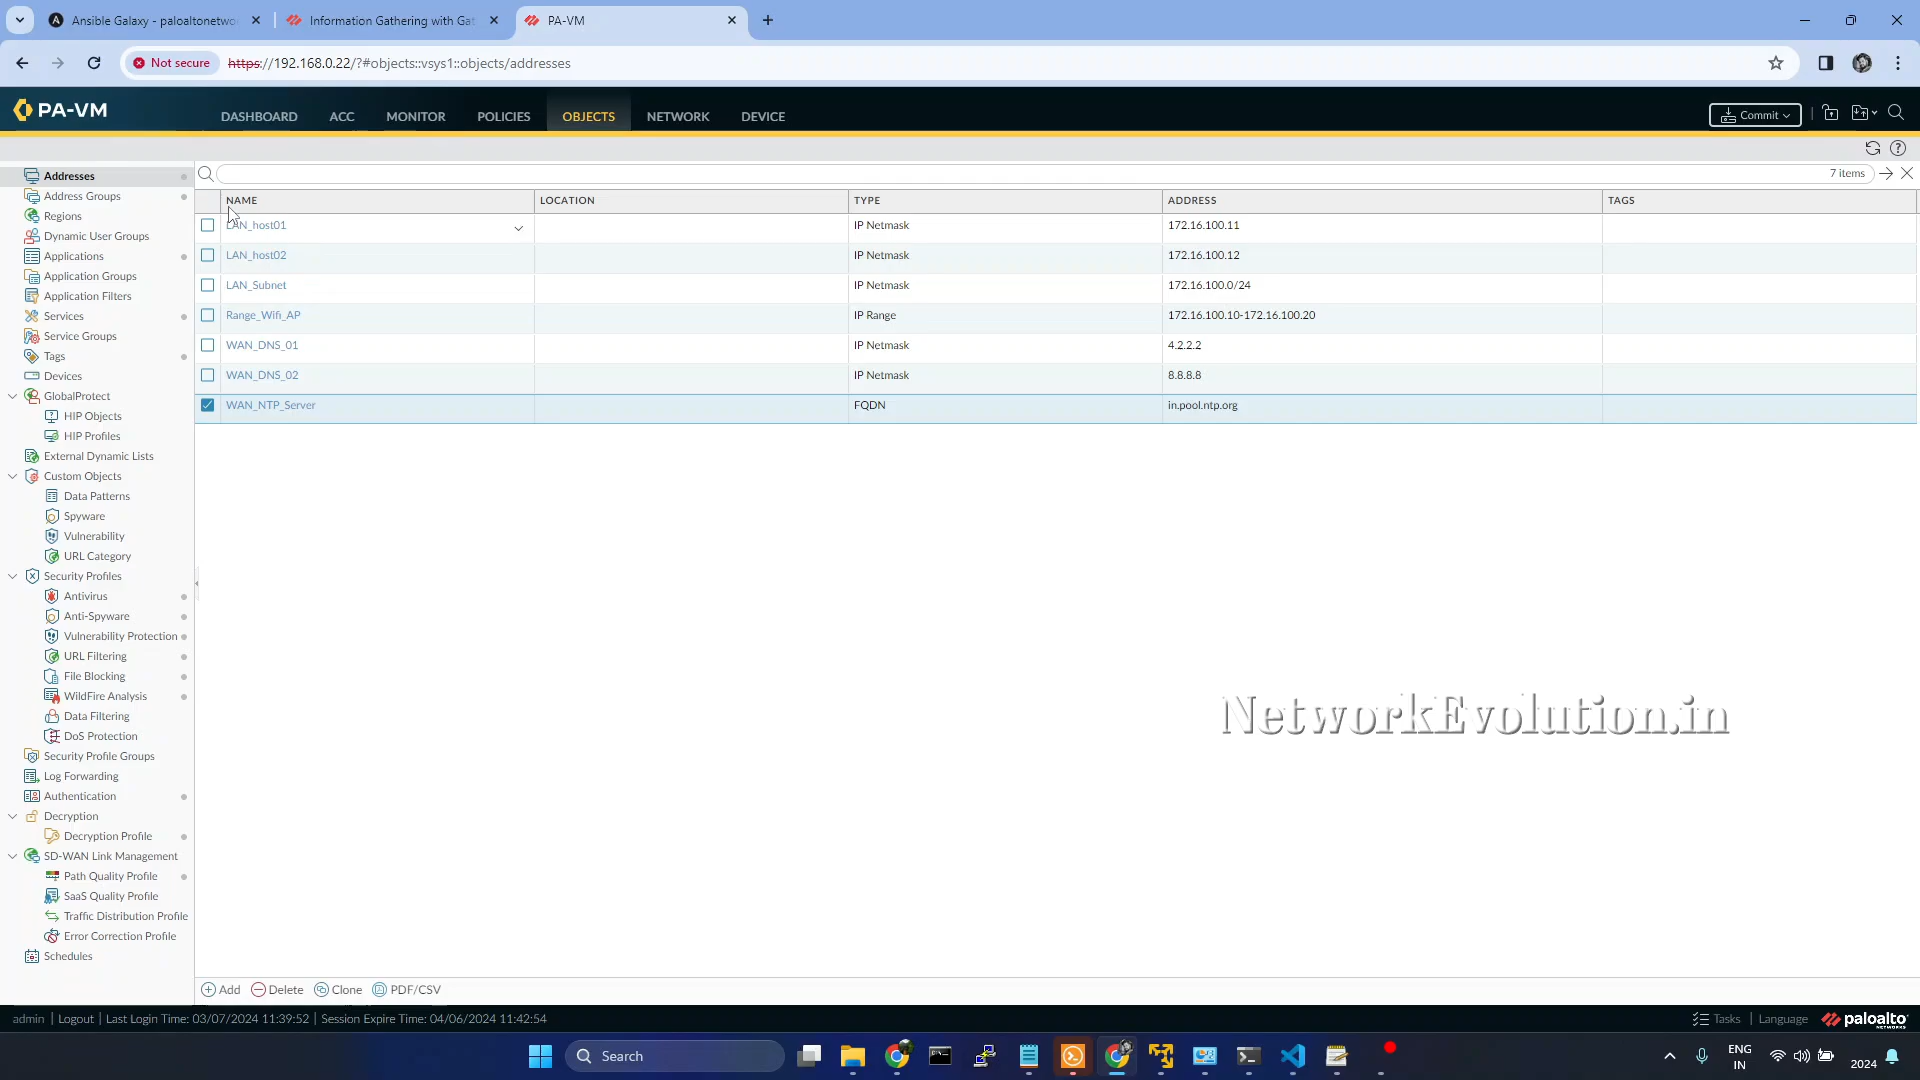 Ansible Galaxy - paloaltonetwo
Information Gathering with Gat
PA-VM
Not secure
https://192.168.0.22/?#objects::vsys1::objects/addresses
PA-VM
DASHBOARD
ACC
MONITOR
POLICIES
OBJECTS
NETWORK
DEVICE
Commit
Addresses
Address Groups
Regions
Dynamic User Groups
Applications
Application Groups
Application Filters
Services
Service Groups
Tags
Devices
GlobalProtect
HIP Objects
HIP Profiles
External Dynamic Lists
Custom Objects
Data Patterns
Spyware
Vulnerability
URL Category
Security Profiles
Antivirus
Anti-Spyware
Vulnerability Protection
URL Filtering
File Blocking
WildFire Analysis
Data Filtering
DoS Protection
Security Profile Groups
Log Forwarding
Authentication
Decryption
Decryption Profile
SD-WAN Link Management
Path Quality Profile
SaaS Quality Profile
Traffic Distribution Profile
Error Correction Profile
Schedules
7 items
NAME LOCATION TYPE ADDRESS TAGS
LAN_host01 IP Netmask 172.16.100.11
LAN_host02 IP Netmask 172.16.100.12
LAN_Subnet IP Netmask 172.16.100.0/24
Range_Wifi_AP IP Range 172.16.100.10-172.16.100.20
WAN_DNS_01 IP Netmask 4.2.2.2
WAN_DNS_02 IP Netmask 8.8.8.8
WAN_NTP_Server FQDN in.pool.ntp.org
NetworkEvolution.in
Add Delete Clone PDF/CSV
admin | Logout | Last Login Time: 03/07/2024 11:39:52 | Session Expire Time: 04/06/2024 11:42:54
Tasks | Language
paloalto
NETWORKS
Search
ENG
IN
2024